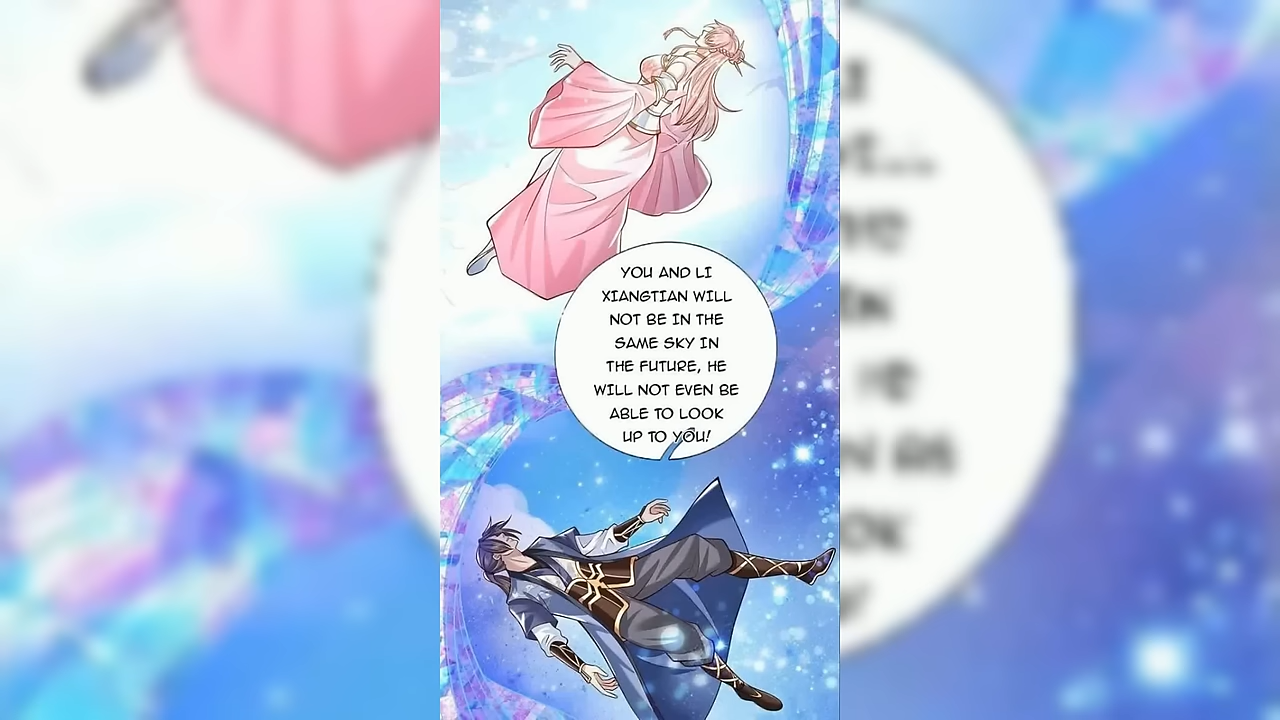 YOU AND LI
XIANGTIAN WILL
NOT BE IN THE
SAME SKY IN
THE FUTURE, HE
WILL NOT EVEN BE
ABLE TO LOOK
UP TO YOU!